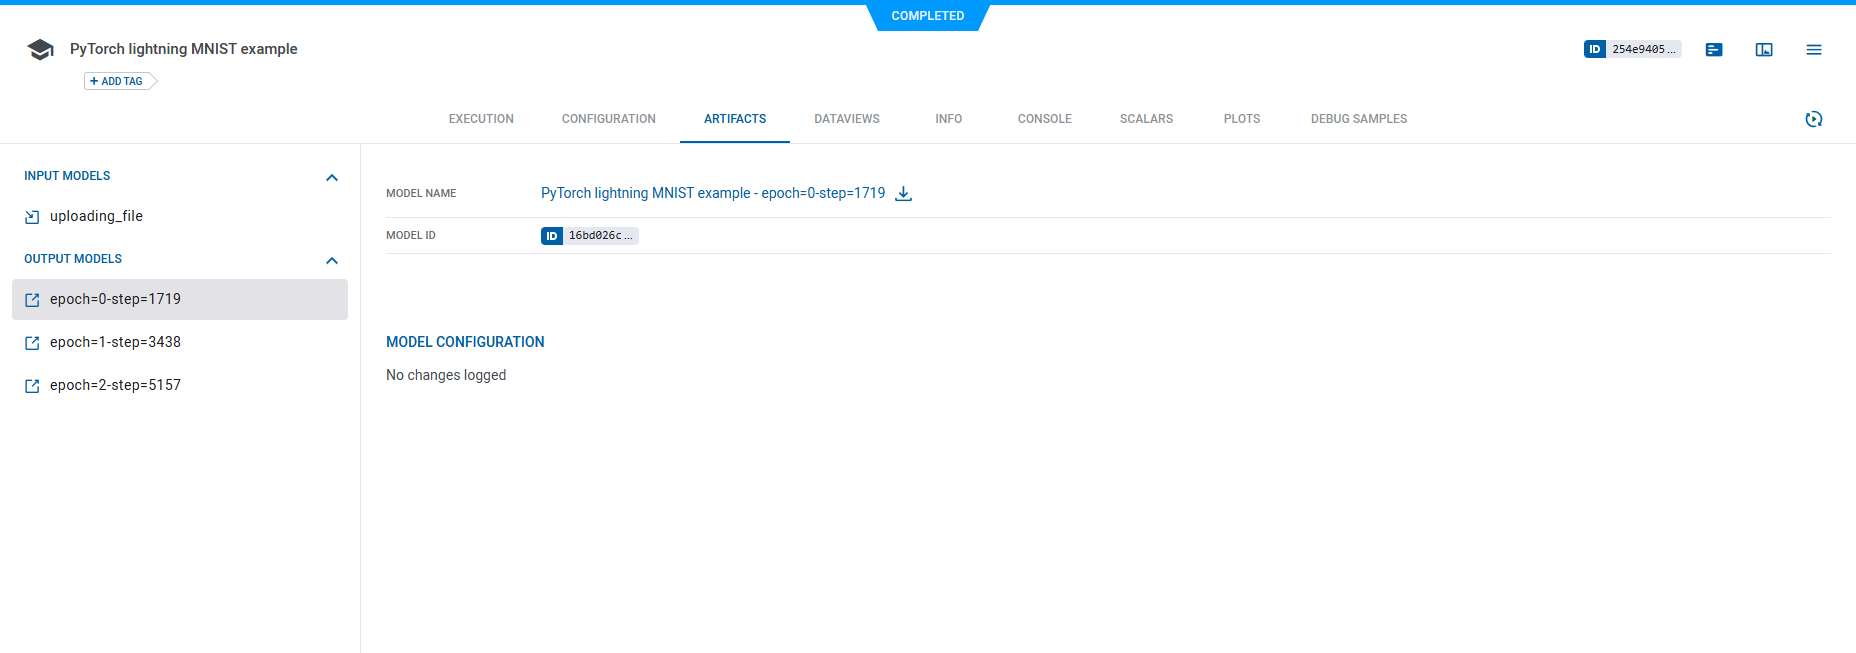 COMPLETED
PyTorch lightning MNIST example
ID 254e9405 ...
+ ADD TAG
EXECUTION CONFIGURATION ARTIFACTS DATAVIEWS INFO CONSOLE SCALARS PLOTS DEBUG SAMPLES
INPUT MODELS
uploading_file
OUTPUT MODELS
epoch=0-step=1719
epoch=1-step=3438
epoch=2-step=5157
MODEL NAME PyTorch lightning MNIST example - epoch=0-step=1719
MODEL ID ID 16bd026c ...
MODEL CONFIGURATION
No changes logged